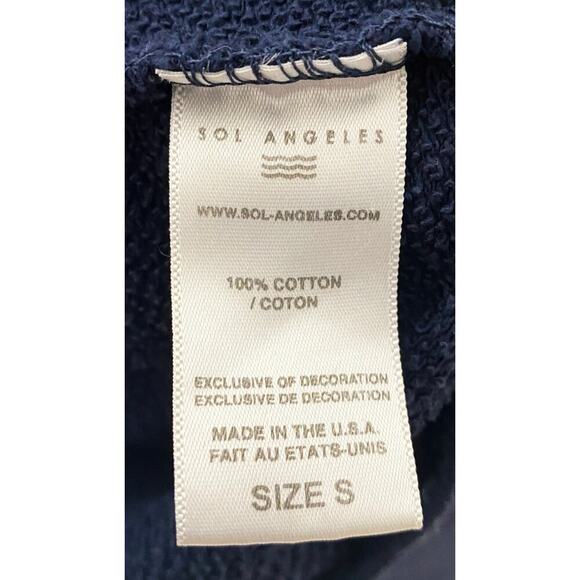 SOL ANGELES
WWW.SOL-ANGELES.COM
100% COTTON
/ COTON
EXCLUSIVE OF DECORATION
EXCLUSIVE DE DECORATION
MADE IN THE U.S.A.
FAIT AU ETATS-UNIS
SIZE S